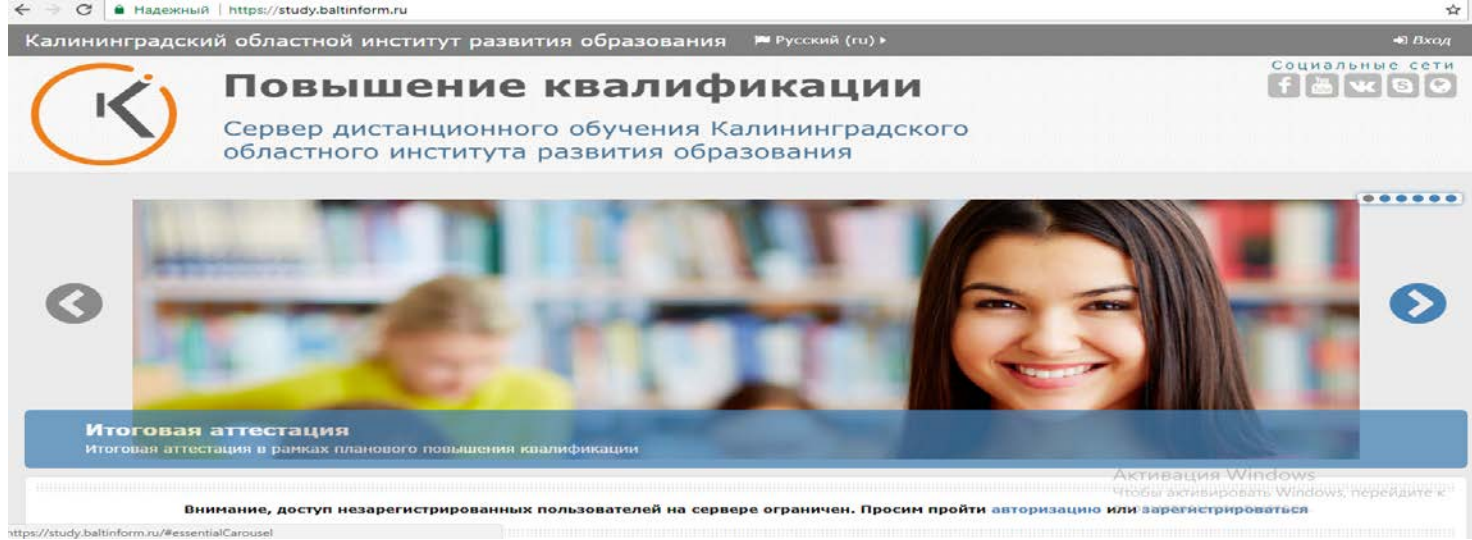 Надежный | https://study.baltinform.ru
Калининградский областной институт развития образования Русский (ru) Вход
Социальные сети
Повышение квалификации
Сервер дистанционного обучения Калининградского
областного института развития образования
Итоговая аттестация
Итоговая аттестация в рамках планового повышения квалификации
Активация Windows
Чтобы активировать Windows, перейдите к
Внимание, доступ незарегистрированных пользователей на сервере ограничен. Просим пройти авторизацию или зарегистрироваться
https://study.baltinform.ru/#essentialCarousel